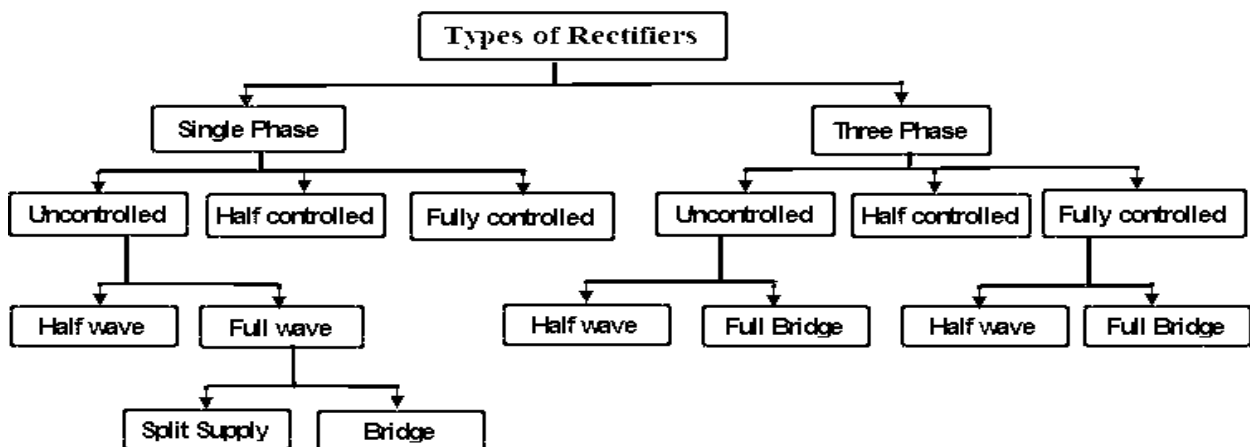 Types of Rectifiers
Single Phase
Three Phase
Uncontrolled
Half controlled
Fully controlled
Uncontrolled
Half controlled
Fully controlled
Half wave
Full wave
Half wave
Full Bridge
Half wave
Full Bridge
Split Supply
Bridge